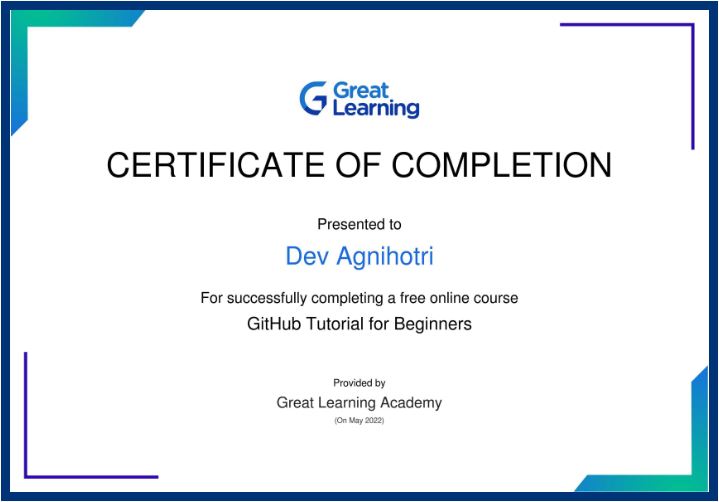 Great
Learning
CERTIFICATE OF COMPLETION
Presented to
Dev Agnihotri
For successfully completing a free online course
GitHub Tutorial for Beginners
Provided by
Great Learning Academy
(On May 2022)